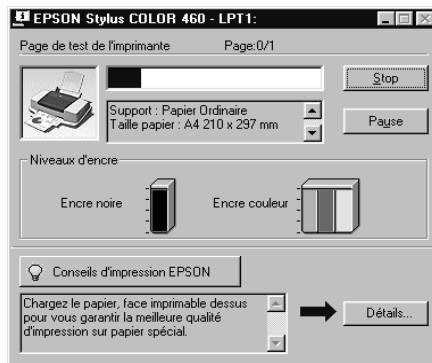 EPSON Stylus COLOR 460 - LPT1:
Page de test de l'imprimante Page:0/1
Stop
Support : Papier Ordinaire
Taille papier : A4 210 x 297 mm
Pause
Niveaux d'encre
Encre noire Encre couleur
Conseils d'impression EPSON
Chargez le papier, face imprimable dessus
pour vous garantir la meilleure qualité
d'impression sur papier spécial.
Détails...